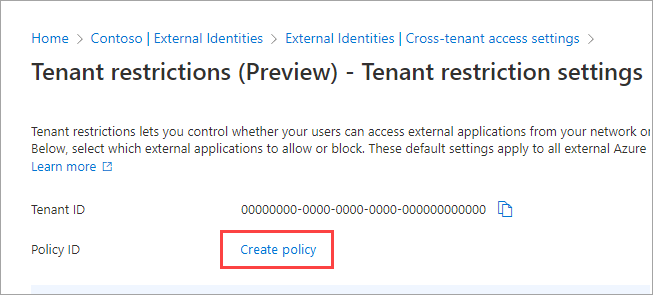 Home > Contoso | External Identities > External Identities | Cross-tenant access settings >
Tenant restrictions (Preview) - Tenant restriction settings
Tenant restrictions lets you control whether your users can access external applications from your network or
Below, select which external applications to allow or block. These default settings apply to all external Azure
Learn more
Tenant ID 00000000-0000-0000-0000-000000000000
Policy ID Create policy